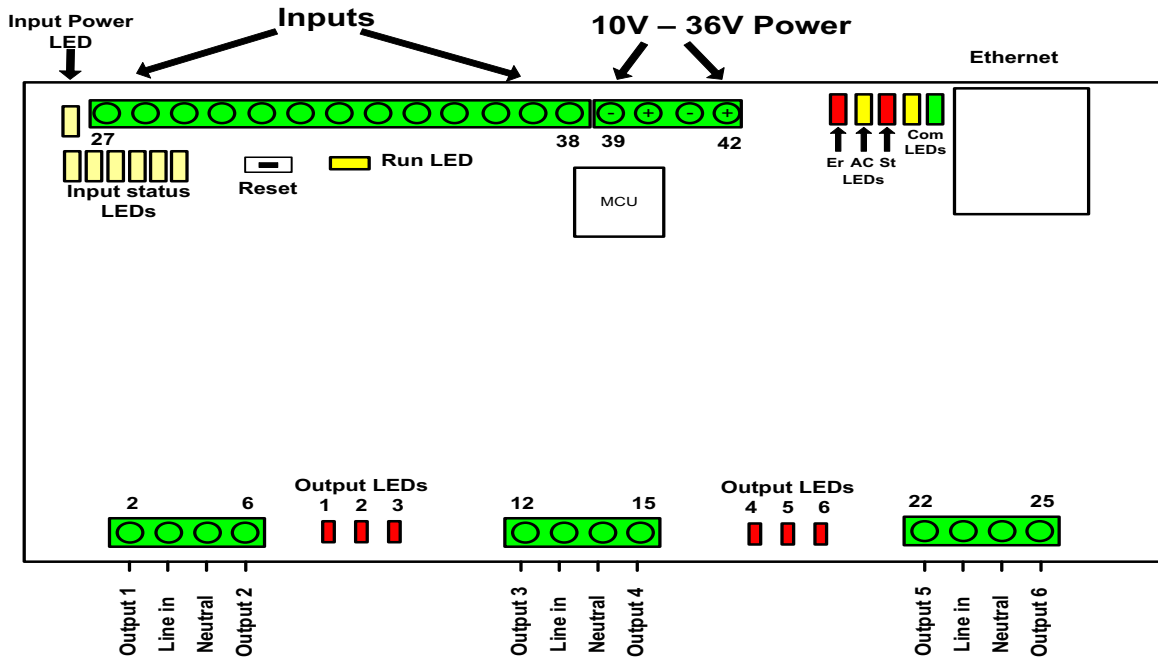 Input Power
LED
Inputs
10V – 36V Power
Ethernet
- + - +
27
38
39
42
Com
LEDs
Er AC St
LEDs
Run LED
Reset
Input status
LEDs
MCU
Output LEDs
1 2 3
Output LEDs
4 5 6
2
6
12
15
22
25
Output 1
Line in
Neutral
Output 2
Output 3
Line in
Neutral
Output 4
Output 5
Line in
Neutral
Output 6